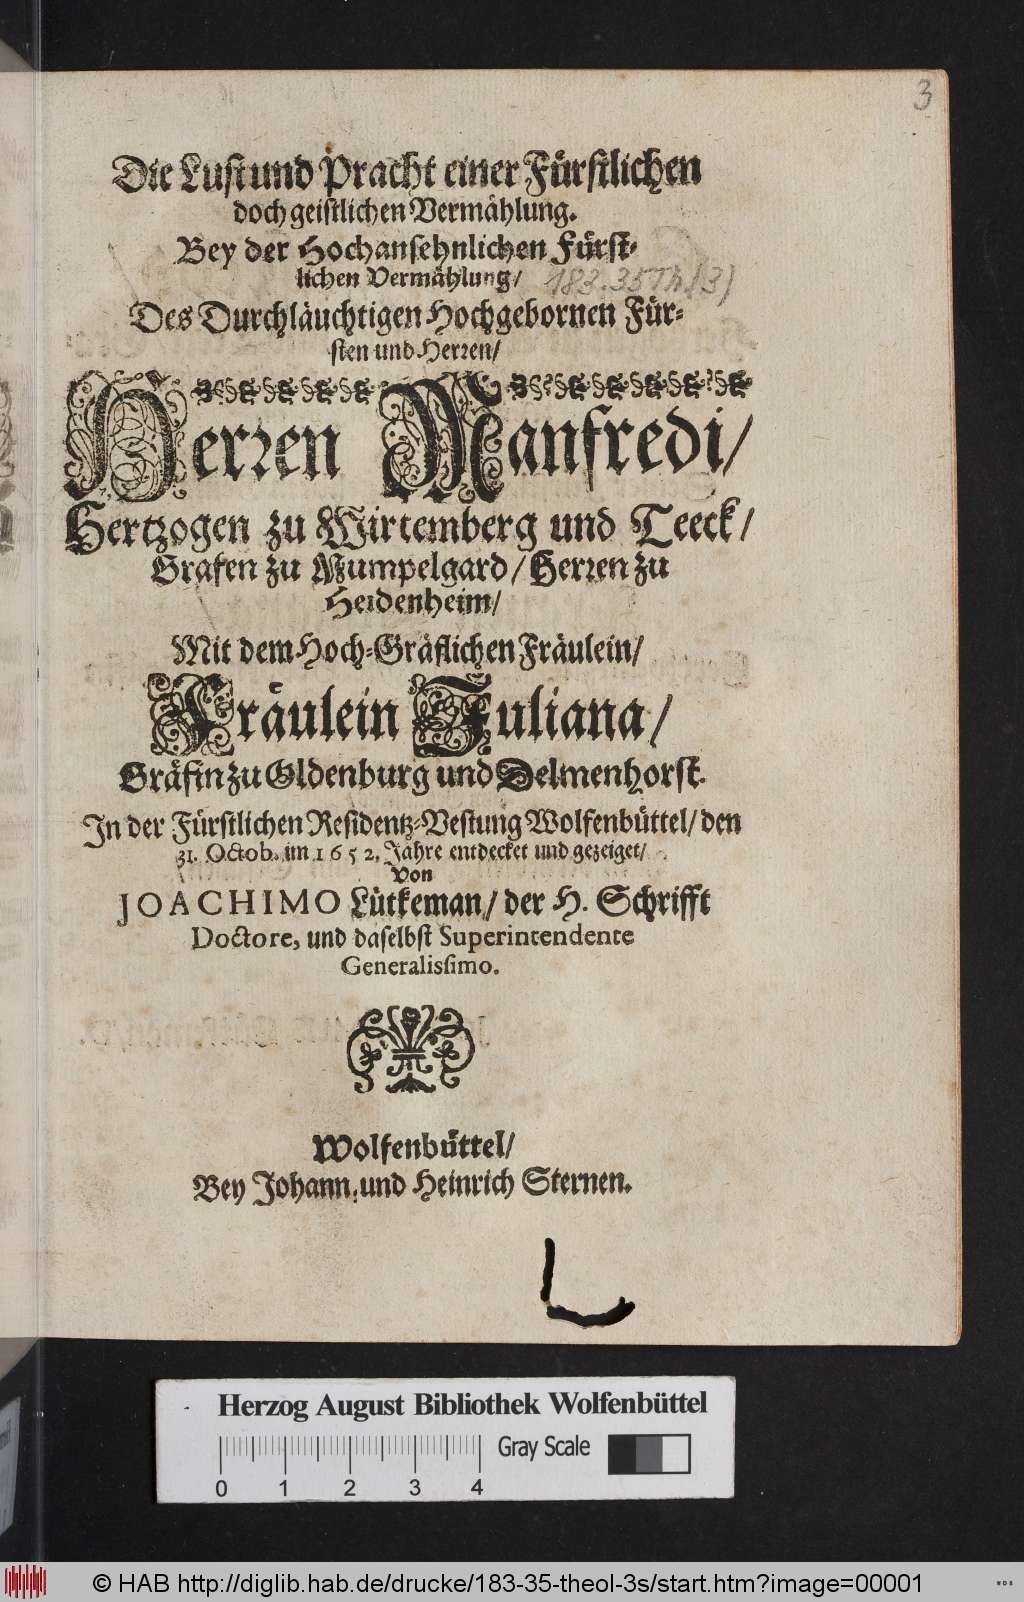 3
Die Lust und Pracht einer Fürstlichen
doch geistlichen Vermählung.
Bey der Hochansehnlichen Fürst-
lichen Vermählung/
183.35 Th. (3)
Des Durchläuchtigen Hochgebornen Für-
sten und Herren/
Herren Manfredi/
Hertzogen zu Wirtemberg und Teeck/
Grafen zu Mümpelgard/ Herren zu
Heidenheim/
Mit dem Hoch-Gräflichen Fräulein/
Fräulein Juliana/
Gräfin zu Oldenburg und Delmenhorst.
In der Fürstlichen Residentz-Vestung Wolfenbüttel/ den
31. Octob. im 1652. Jahre entdecket und gezeiget/
Von
JOACHIMO Lütkeman/ der H. Schrifft
Doctore, und daselbst Superintendente
Generalissimo.
Wolfenbüttel/
Bey Johann und Heinrich Sternen.
Herzog August Bibliothek Wolfenbüttel
Gray Scale
0 1 2 3 4
© HAB http://diglib.hab.de/drucke/183-35-theol-3s/start.htm?image=00001